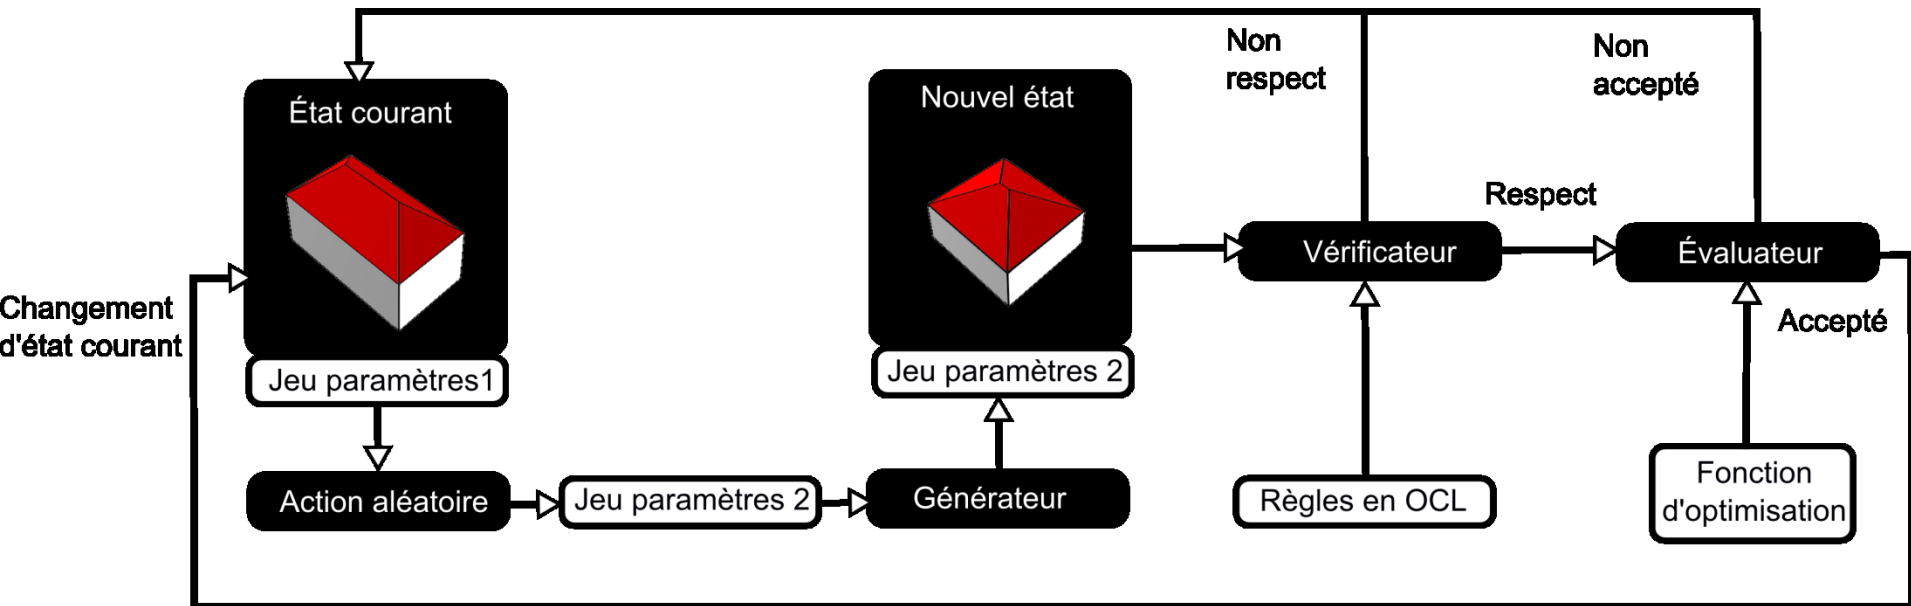 État courant
Jeu paramètres1
Changement
d'état courant
Action aléatoire
Jeu paramètres 2
Générateur
Nouvel état
Jeu paramètres 2
Non
respect
Vérificateur
Règles en OCL
Respect
Non
accepté
Évaluateur
Accepté
Fonction
d'optimisation